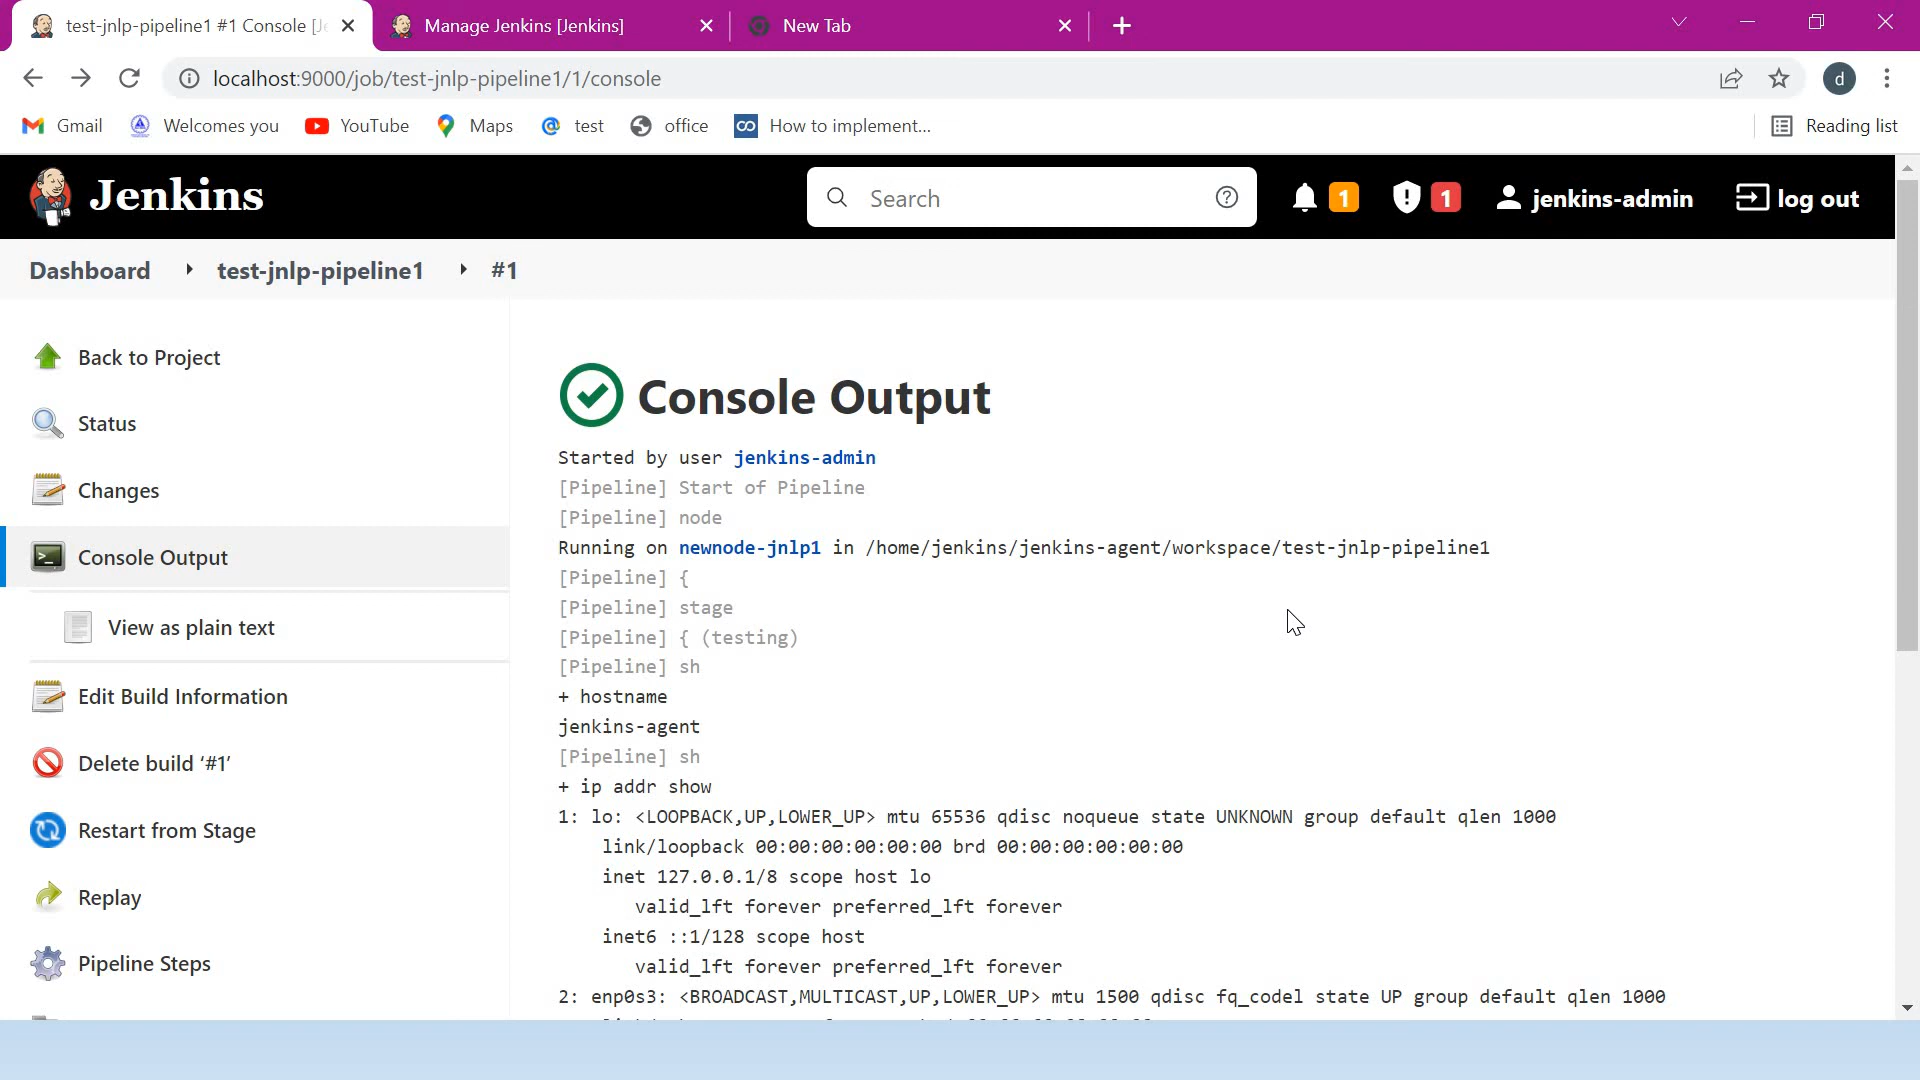 test-jnlp-pipeline1 #1 Console [Je
Manage Jenkins [Jenkins]
New Tab
localhost:9000/job/test-jnlp-pipeline1/1/console
d
Gmail
Welcomes you
YouTube
Maps
test
office
How to implement...
Reading list
Jenkins
Search
1
1
jenkins-admin
log out
Dashboard
test-jnlp-pipeline1
#1
Back to Project
Status
Changes
Console Output
View as plain text
Edit Build Information
Delete build ‘#1’
Restart from Stage
Replay
Pipeline Steps
Console Output
Started by user jenkins-admin
[Pipeline] Start of Pipeline
[Pipeline] node
Running on newnode-jnlp1 in /home/jenkins/jenkins-agent/workspace/test-jnlp-pipeline1
[Pipeline] {
[Pipeline] stage
[Pipeline] { (testing)
[Pipeline] sh
+ hostname
jenkins-agent
[Pipeline] sh
+ ip addr show
1: lo: <LOOPBACK,UP,LOWER_UP> mtu 65536 qdisc noqueue state UNKNOWN group default qlen 1000
link/loopback 00:00:00:00:00:00 brd 00:00:00:00:00:00
inet 127.0.0.1/8 scope host lo
valid_lft forever preferred_lft forever
inet6 ::1/128 scope host
valid_lft forever preferred_lft forever
2: enp0s3: <BROADCAST,MULTICAST,UP,LOWER_UP> mtu 1500 qdisc fq_codel state UP group default qlen 1000